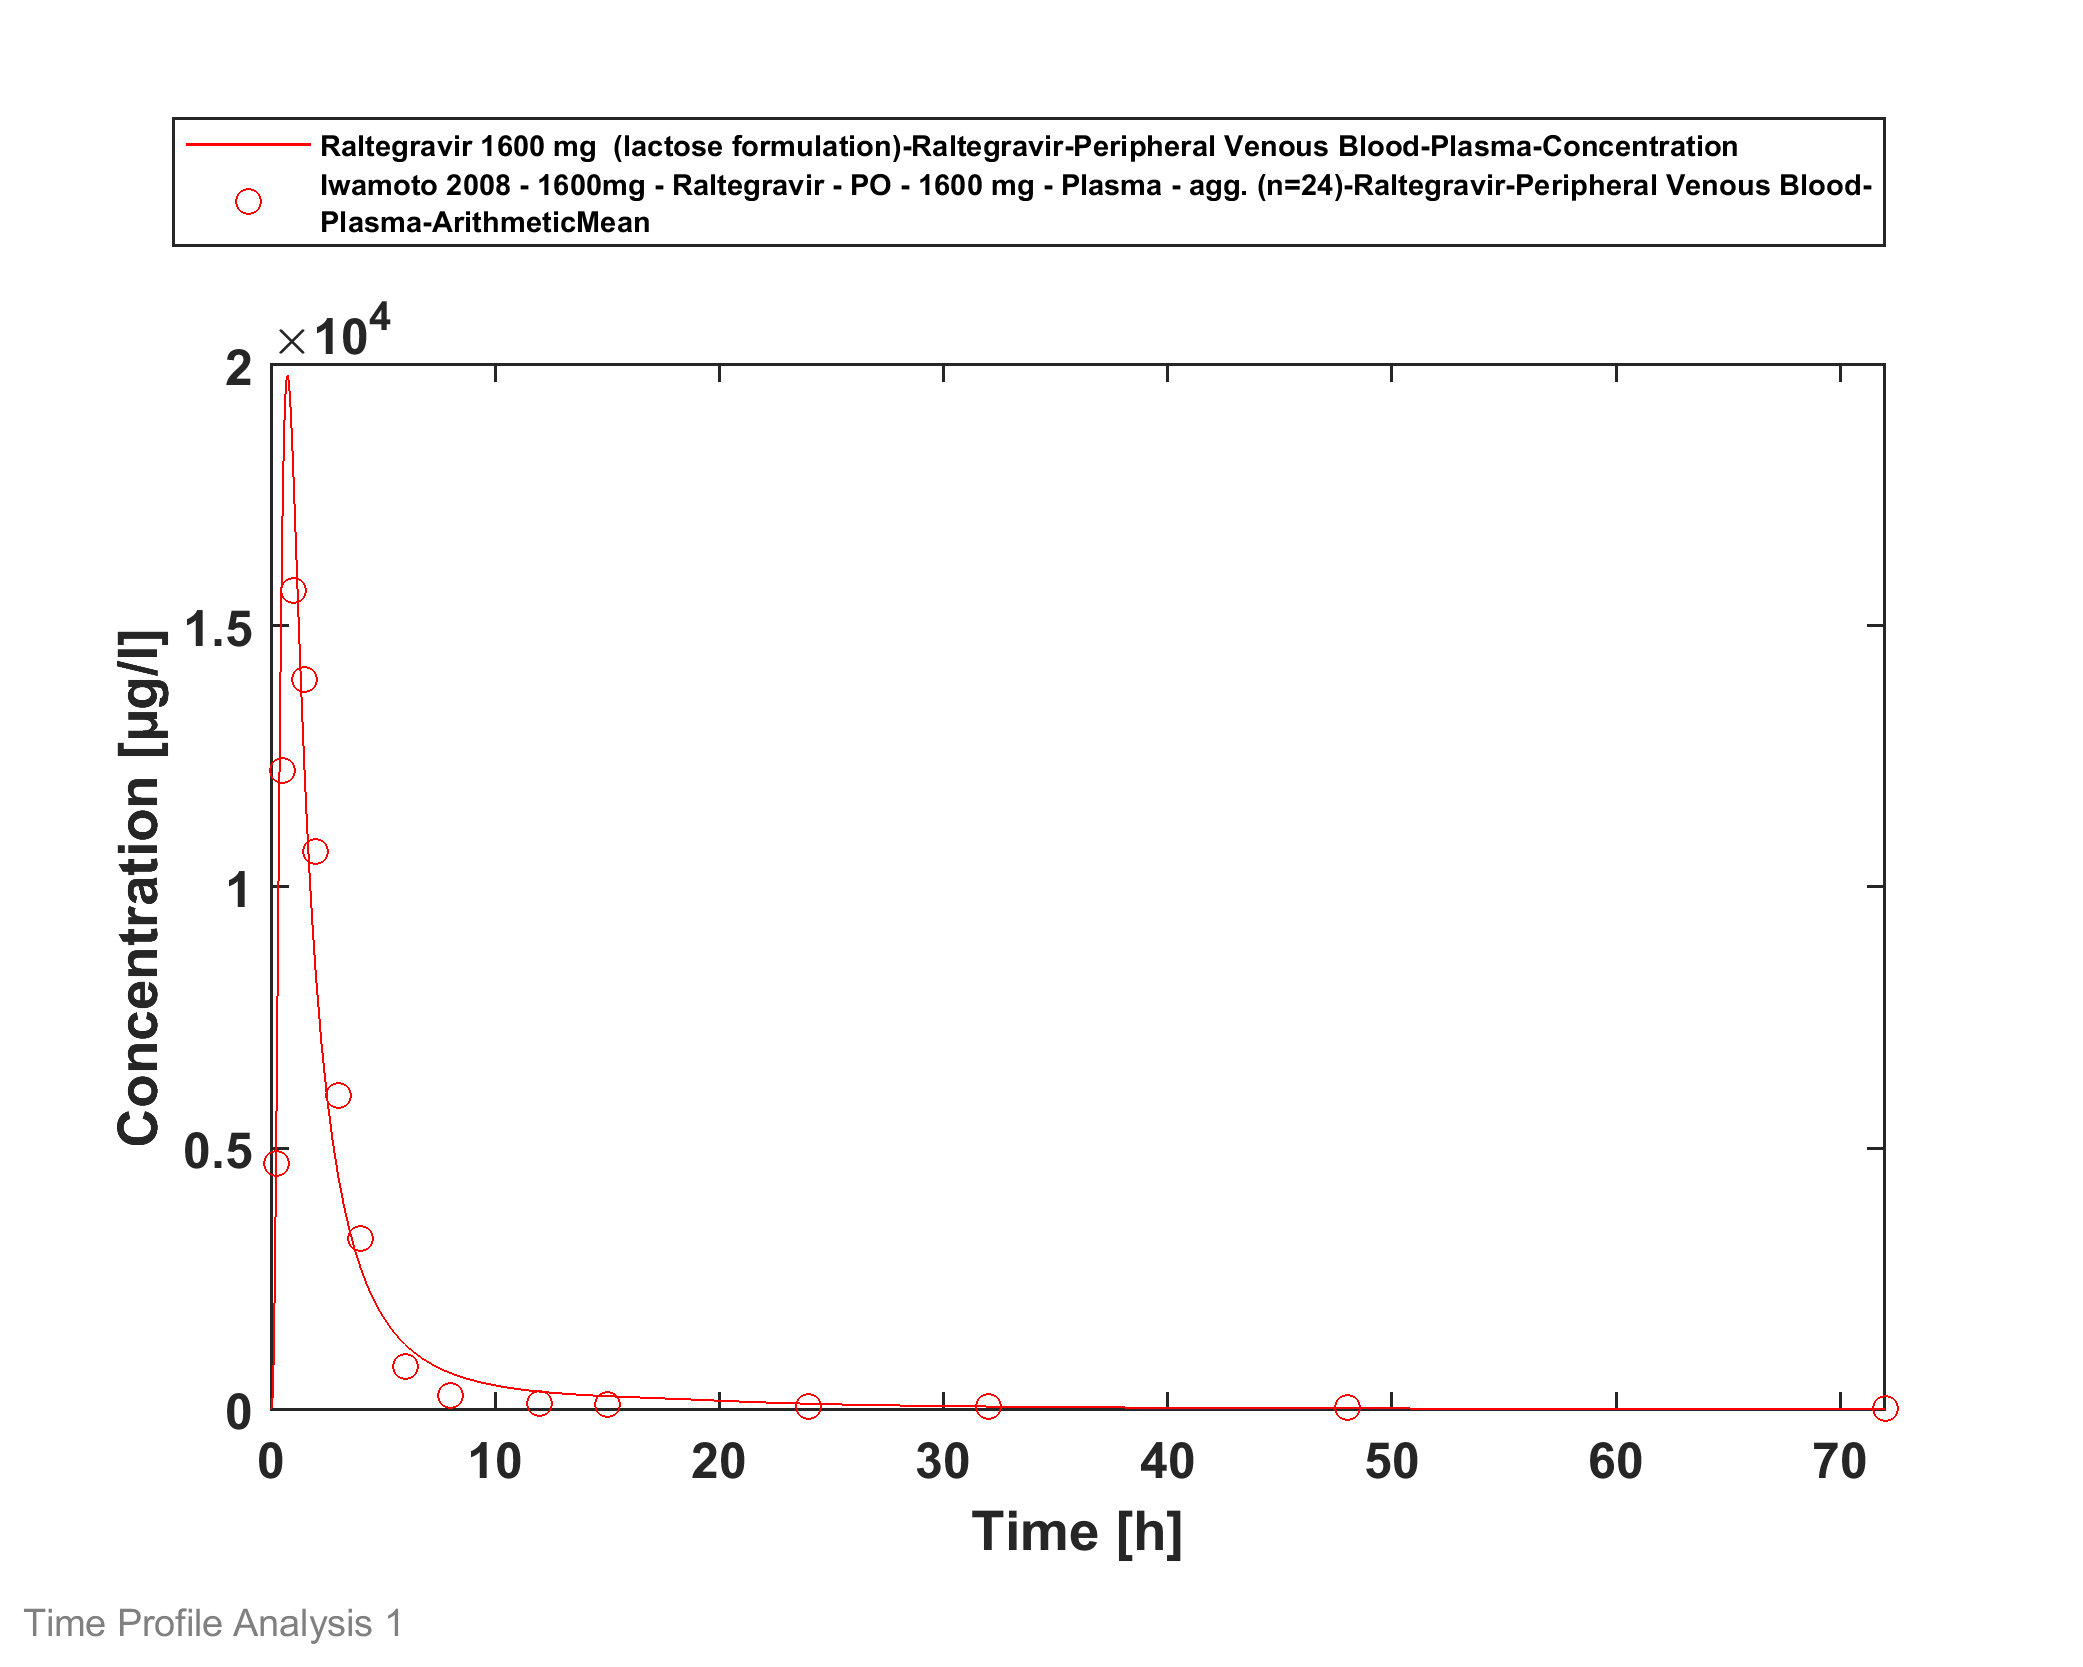 Raltegravir 1600 mg  (lactose formulation)-Raltegravir-Peripheral Venous Blood-Plasma-Concentration
Iwamoto 2008 - 1600mg - Raltegravir - PO - 1600 mg - Plasma - agg. (n=24)-Raltegravir-Peripheral Venous Blood-
Plasma-ArithmeticMean
×10^4
2
1.5
1
0.5
0
Concentration [µg/l]
0 10 20 30 40 50 60 70
Time [h]
Time Profile Analysis 1